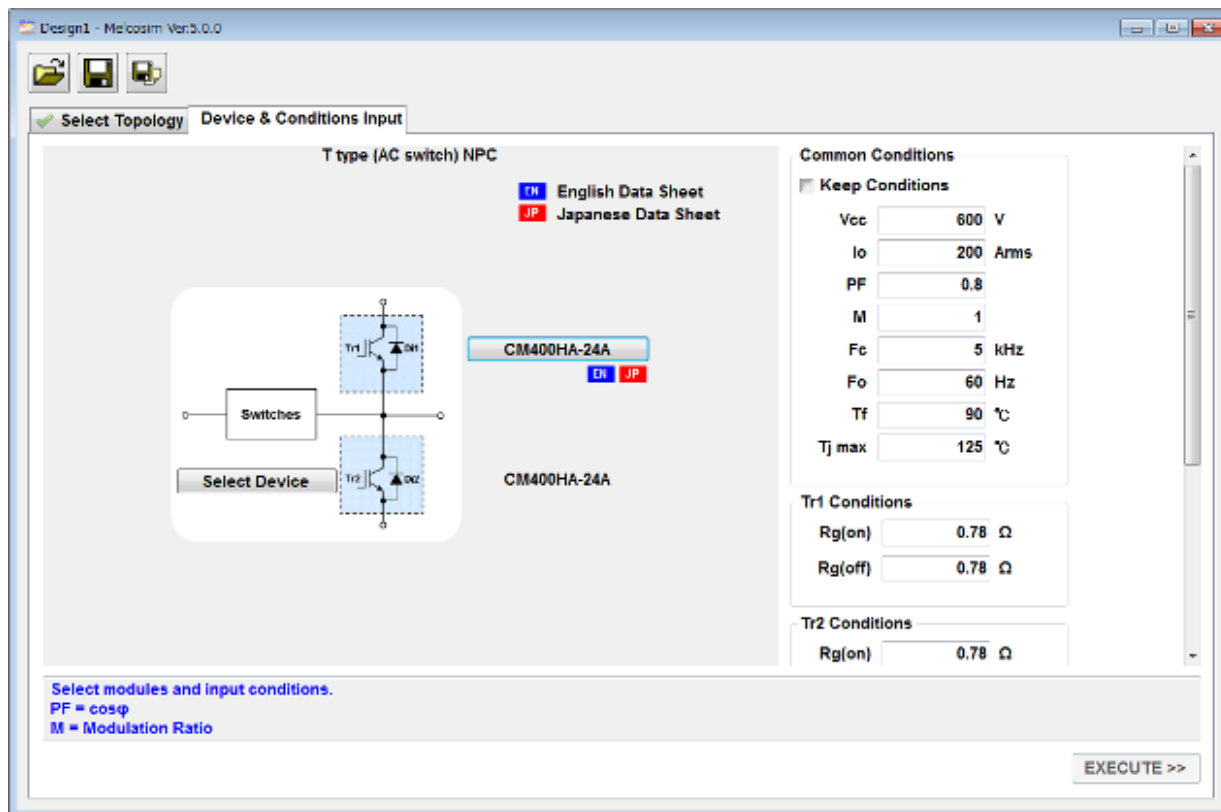 Design1 - Melcosim Ver:5.0.0
Select Topology
Device & Conditions Input
T type (AC switch) NPC
EN English Data Sheet
JP Japanese Data Sheet
Tr1 Di1
CM400HA-24A
EN JP
Switches
Select Device
Tr2 Di2
CM400HA-24A
Common Conditions
Keep Conditions
Vcc 600 V
Io 200 Arms
PF 0.8
M 1
Fc 5 kHz
Fo 60 Hz
Tf 90 ℃
Tj max 125 ℃
Tr1 Conditions
Rg(on) 0.78 Ω
Rg(off) 0.78 Ω
Tr2 Conditions
Rg(on) 0.78 Ω
Select modules and input conditions.
PF = cosφ
M = Modulation Ratio
EXECUTE >>